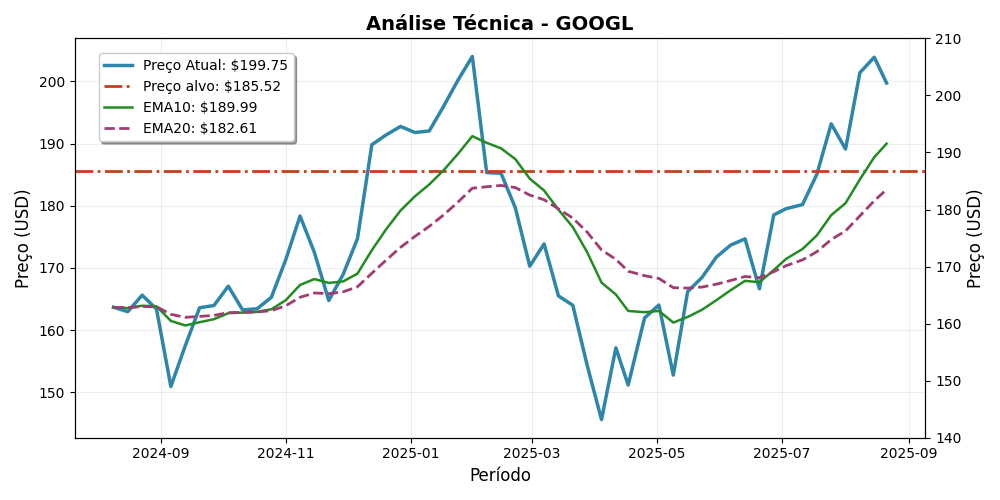 Análise Técnica - GOOGL
Preço Atual: $199.75
Preço alvo: $185.52
EMA10: $189.99
EMA20: $182.61
Preço (USD)
200
190
180
170
160
150
210
200
190
180
170
160
150
140
Preço (USD)
2024-09
2024-11
2025-01
2025-03
2025-05
2025-07
2025-09
Período